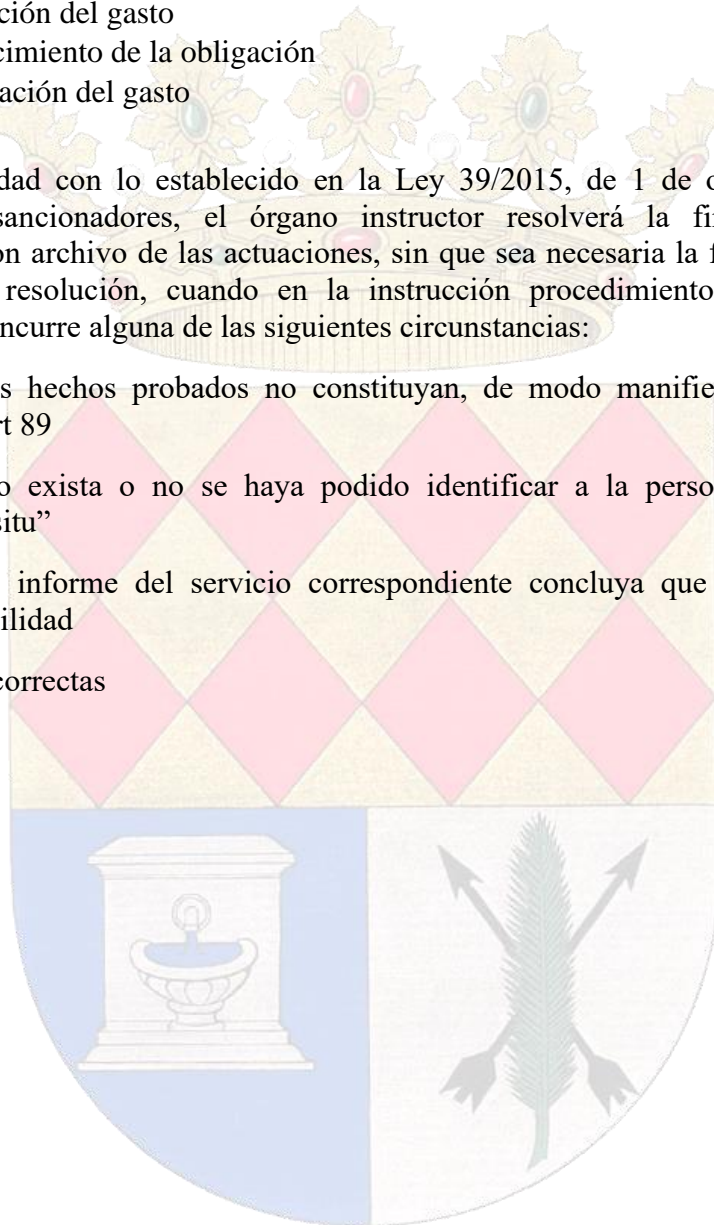 ción del gasto
cimiento de la obligación
ación del gasto
dad con lo establecido en la Ley 39/2015, de 1 de o
sancionadores, el órgano instructor resolverá la fi
on archivo de las actuaciones, sin que sea necesaria la f
resolución, cuando en la instrucción procedimiento
oncurre alguna de las siguientes circunstancias:
s hechos probados no constituyan, de modo manifie
rt 89
o exista o no se haya podido identificar a la perso
situ”
informe del servicio correspondiente concluya que
ilidad
correctas